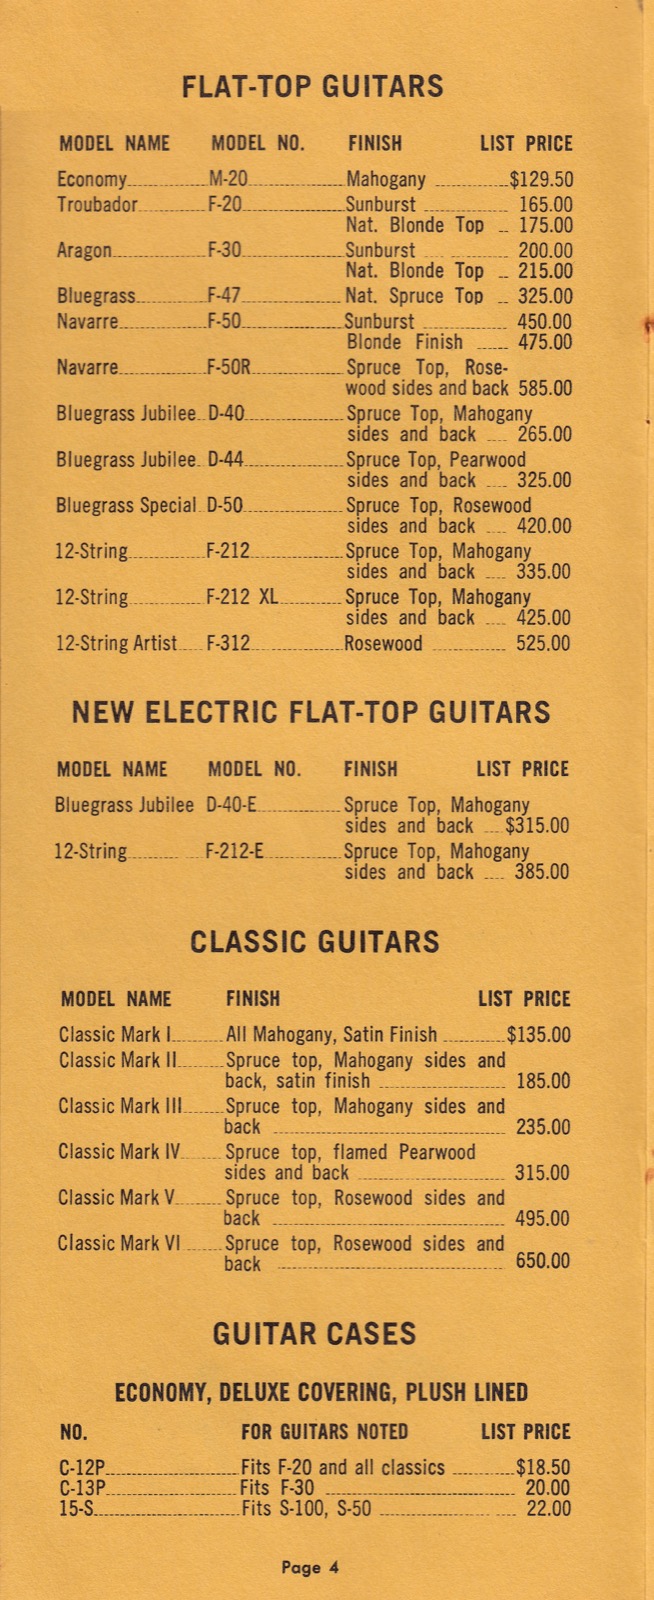 FLAT-TOP GUITARS
MODEL NAME MODEL NO. FINISH LIST PRICE
Economy M-20 Mahogany $129.50
Troubador F-20 Sunburst 165.00
Nat. Blonde Top 175.00
Aragon F-30 Sunburst 200.00
Nat. Blonde Top 215.00
Bluegrass F-47 Nat. Spruce Top 325.00
Navarre F-50 Sunburst 450.00
Blonde Finish 475.00
Navarre F-50R Spruce Top, Rose-
wood sides and back 585.00
Bluegrass Jubilee D-40 Spruce Top, Mahogany
sides and back 265.00
Bluegrass Jubilee D-44 Spruce Top, Pearwood
sides and back 325.00
Bluegrass Special D-50 Spruce Top, Rosewood
sides and back 420.00
12-String F-212 Spruce Top, Mahogany
sides and back 335.00
12-String F-212 XL Spruce Top, Mahogany
sides and back 425.00
12-String Artist F-312 Rosewood 525.00
NEW ELECTRIC FLAT-TOP GUITARS
MODEL NAME MODEL NO. FINISH LIST PRICE
Bluegrass Jubilee D-40-E Spruce Top, Mahogany
sides and back $315.00
12-String F-212-E Spruce Top, Mahogany
sides and back 385.00
CLASSIC GUITARS
MODEL NAME FINISH LIST PRICE
Classic Mark I All Mahogany, Satin Finish $135.00
Classic Mark II Spruce top, Mahogany sides and
back, satin finish 185.00
Classic Mark III Spruce top, Mahogany sides and
back 235.00
Classic Mark IV Spruce top, flamed Pearwood
sides and back 315.00
Classic Mark V Spruce top, Rosewood sides and
back 495.00
Classic Mark VI Spruce top, Rosewood sides and
back 650.00
GUITAR CASES
ECONOMY, DELUXE COVERING, PLUSH LINED
NO. FOR GUITARS NOTED LIST PRICE
C-12P Fits F-20 and all classics $18.50
C-13P Fits F-30 20.00
15-S Fits S-100, S-50 22.00
Page 4